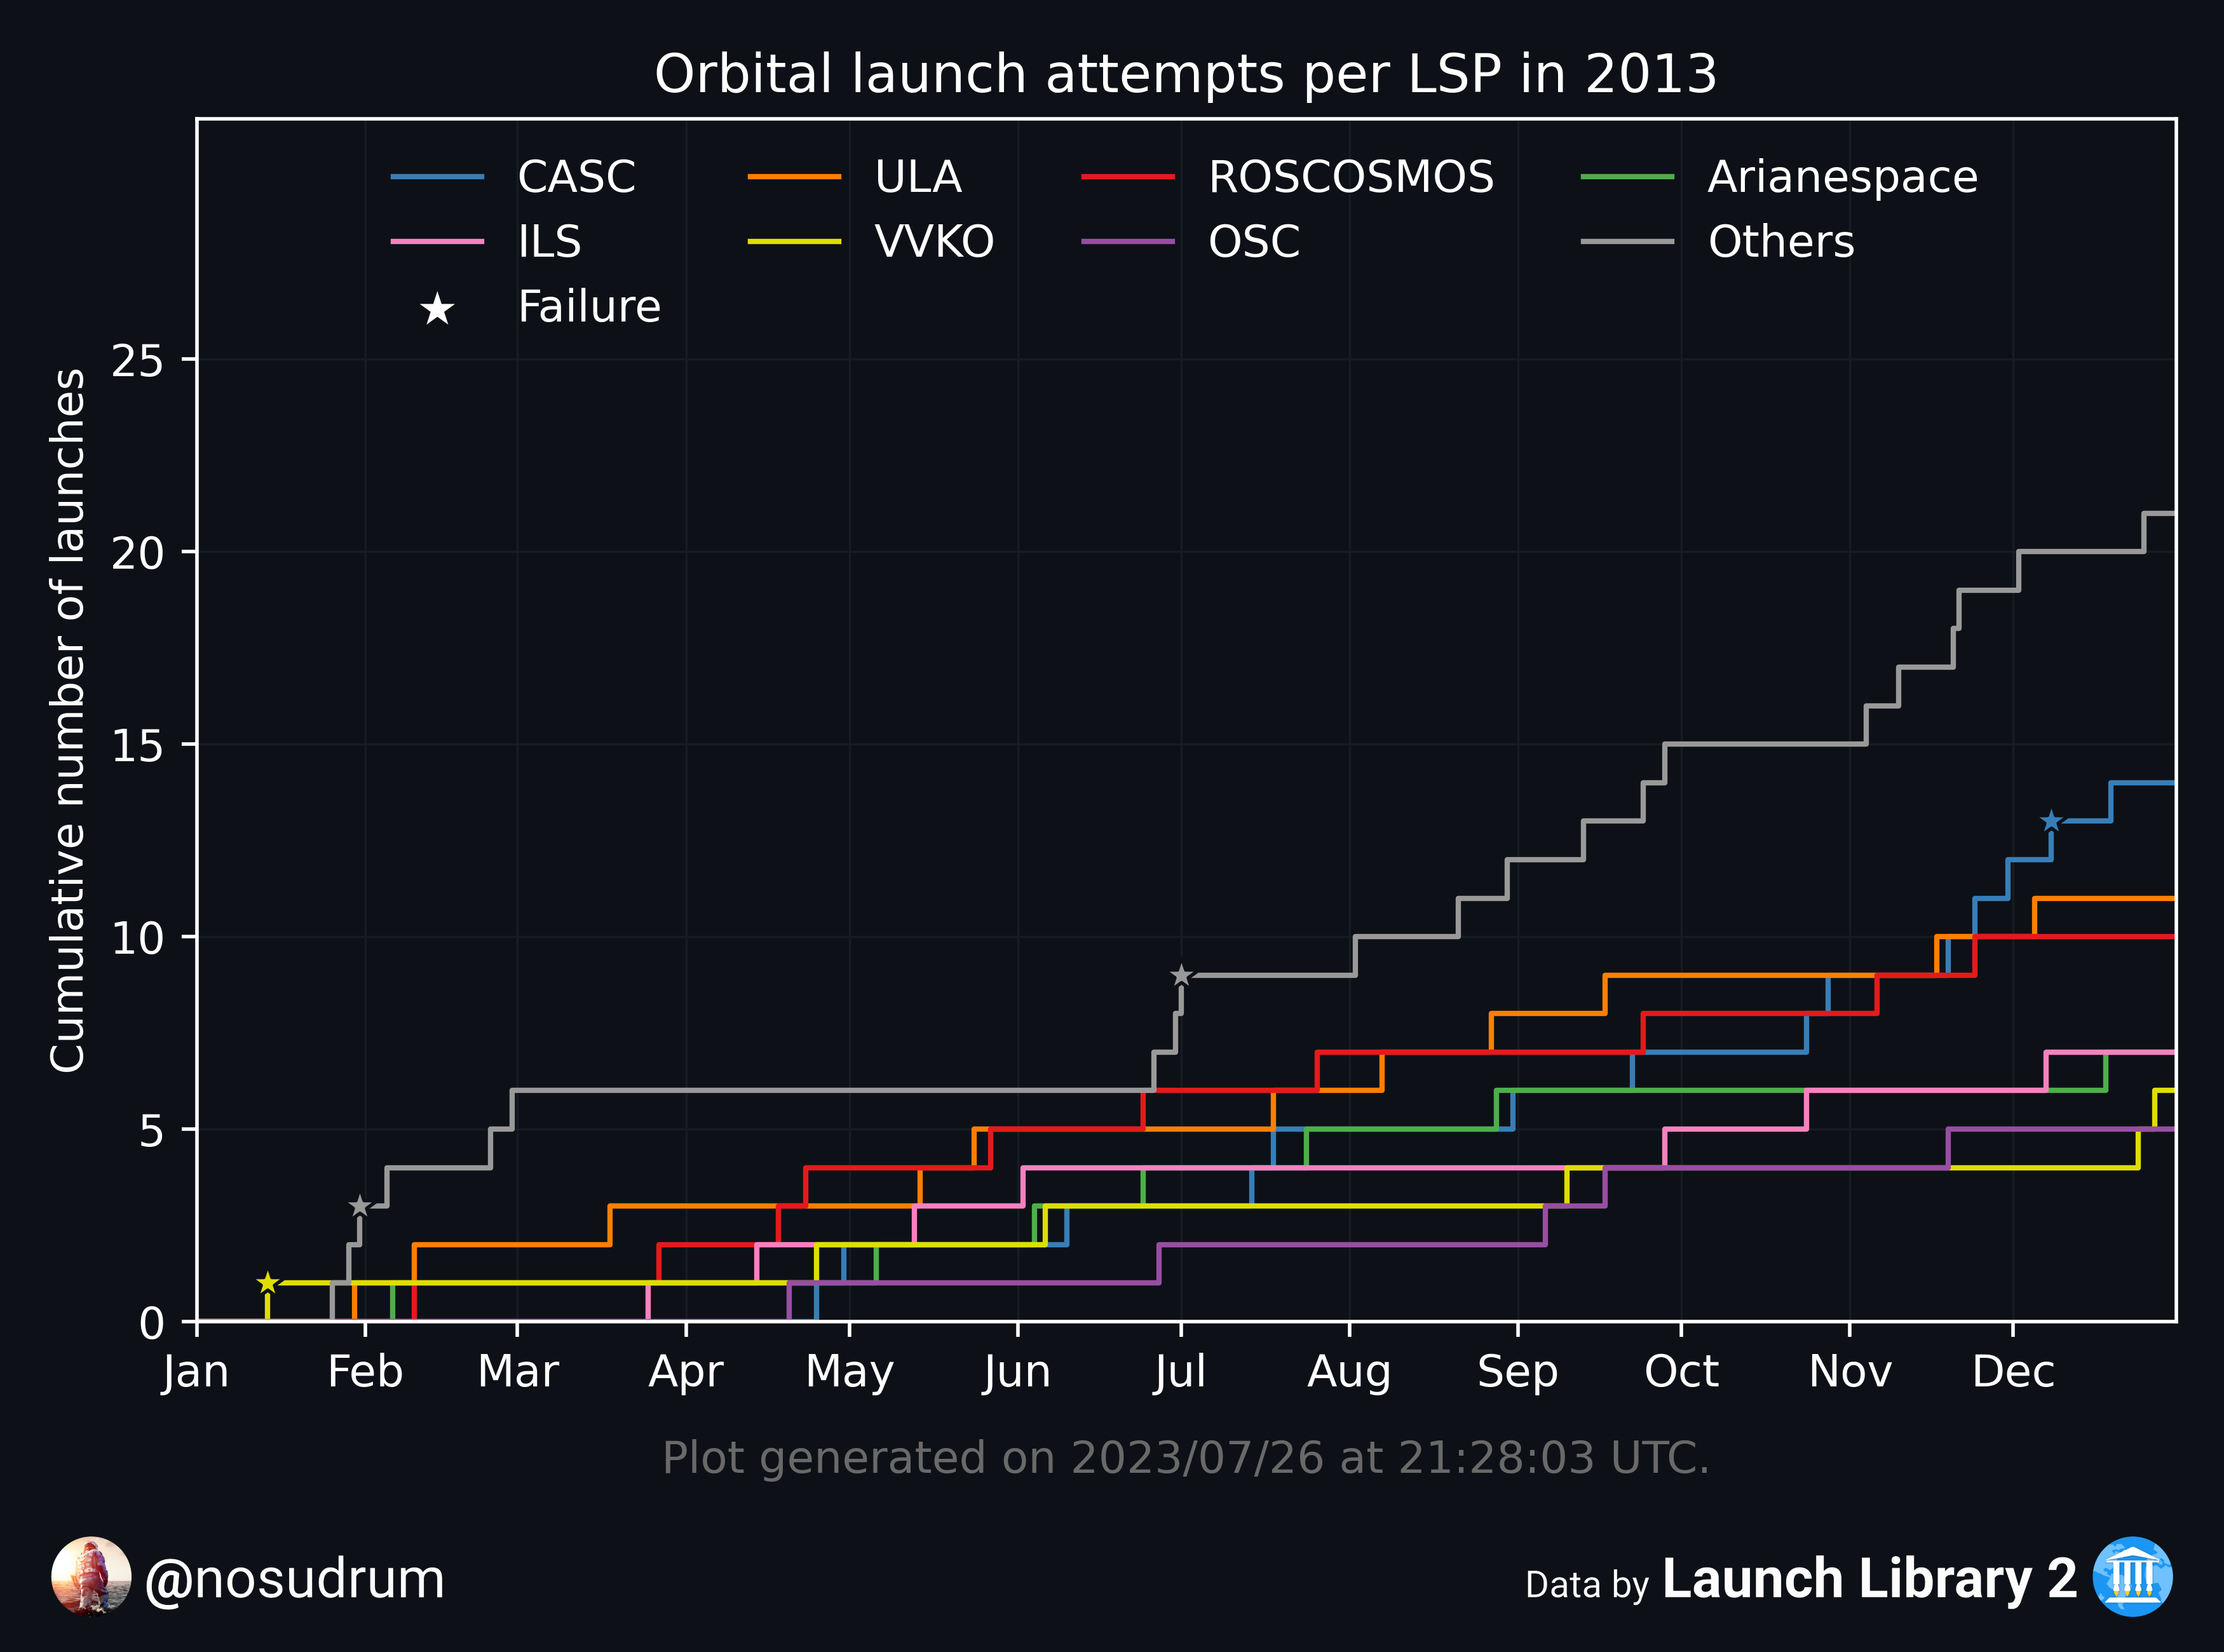 Orbital launch attempts per LSP in 2013
CASC ULA ROSCOSMOS Arianespace
ILS VVKO OSC Others
Failure
Cumulative number of launches
25
20
15
10
5
0
Jan Feb Mar Apr May Jun Jul Aug Sep Oct Nov Dec
Plot generated on 2023/07/26 at 21:28:03 UTC.
@nosudrum
Data by Launch Library 2